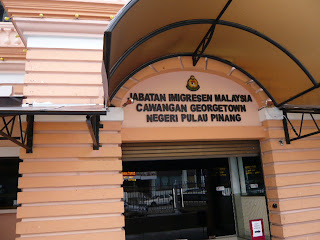 JABATAN IMIGRESEN MALAYSIA
CAWANGAN GEORGETOWN
NEGERI PULAU PINANG